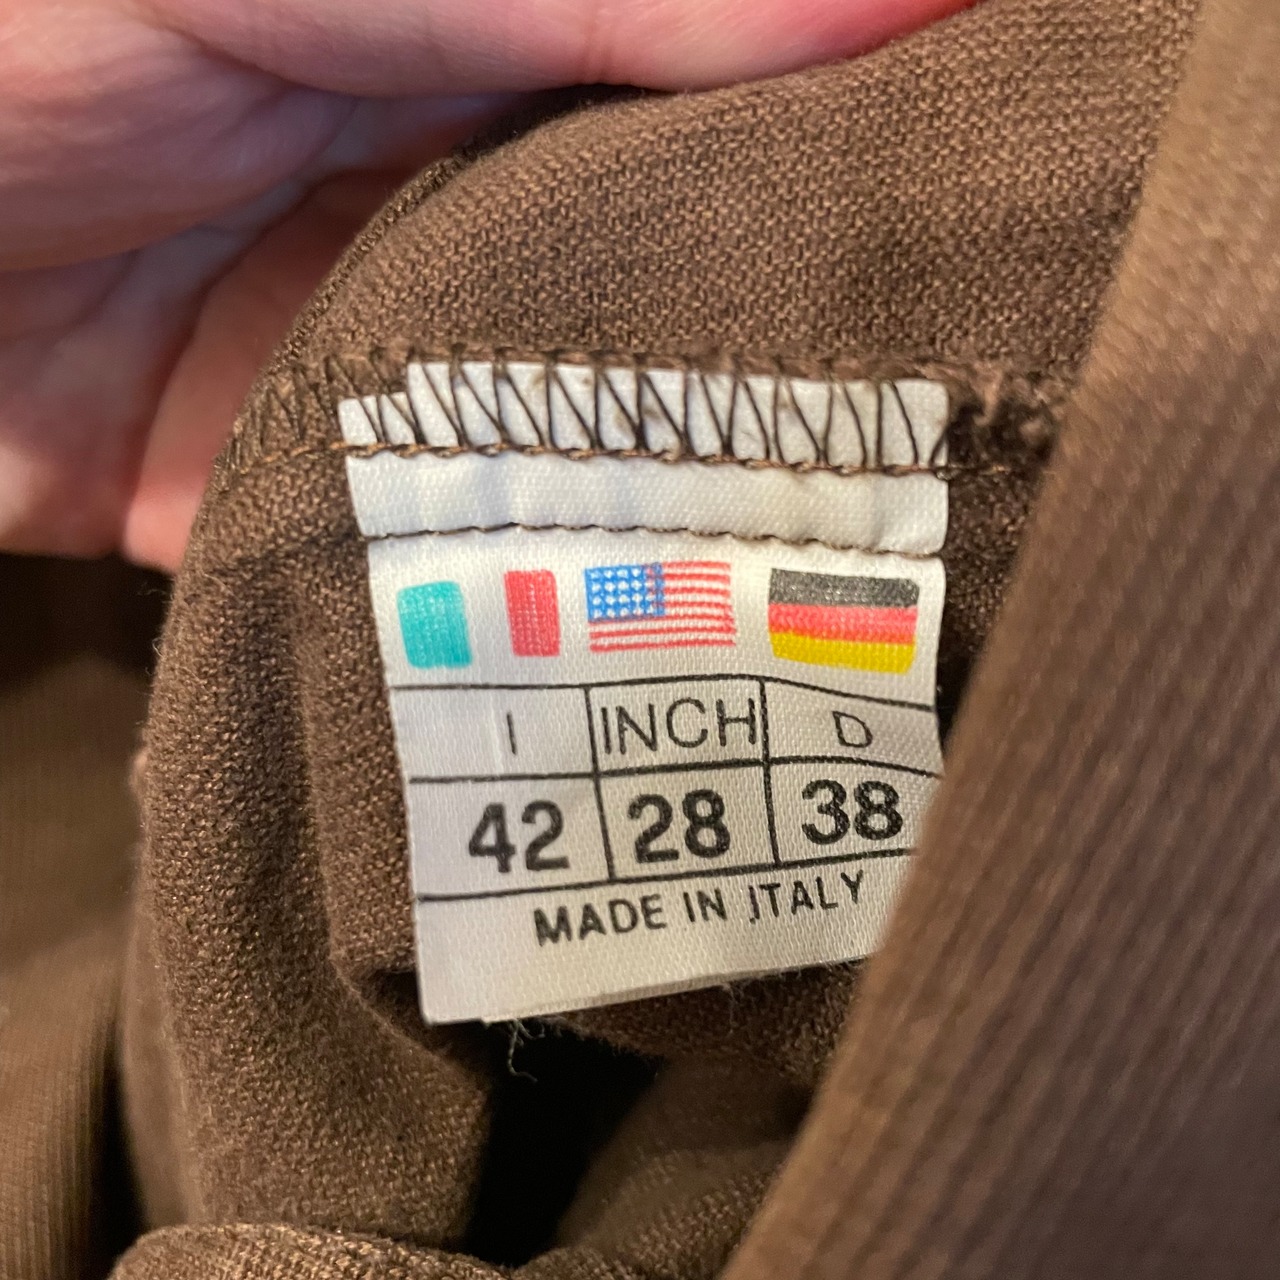 I INCH D
42 28 38
MADE IN ITALY